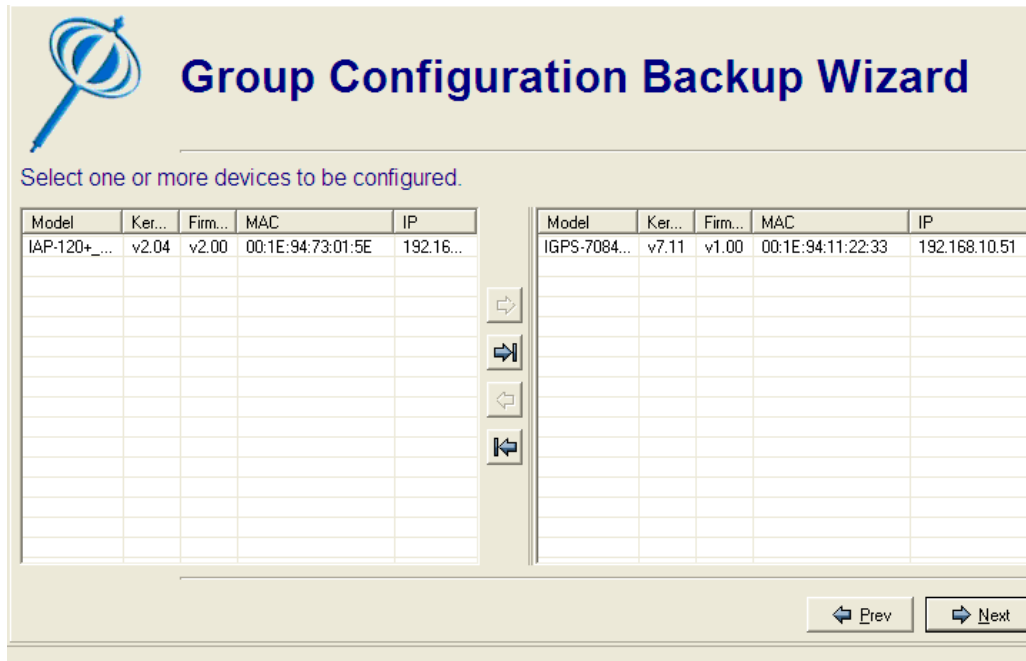 Group Configuration Backup Wizard
Select one or more devices to be configured.
Model Ker... Firm... MAC IP
IAP-120+_... v2.04 v2.00 00:1E:94:73:01:5E 192.16...
Model Ker... Firm... MAC IP
IGPS-7084... v7.11 v1.00 00:1E:94:11:22:33 192.168.10.51
Prev
Next